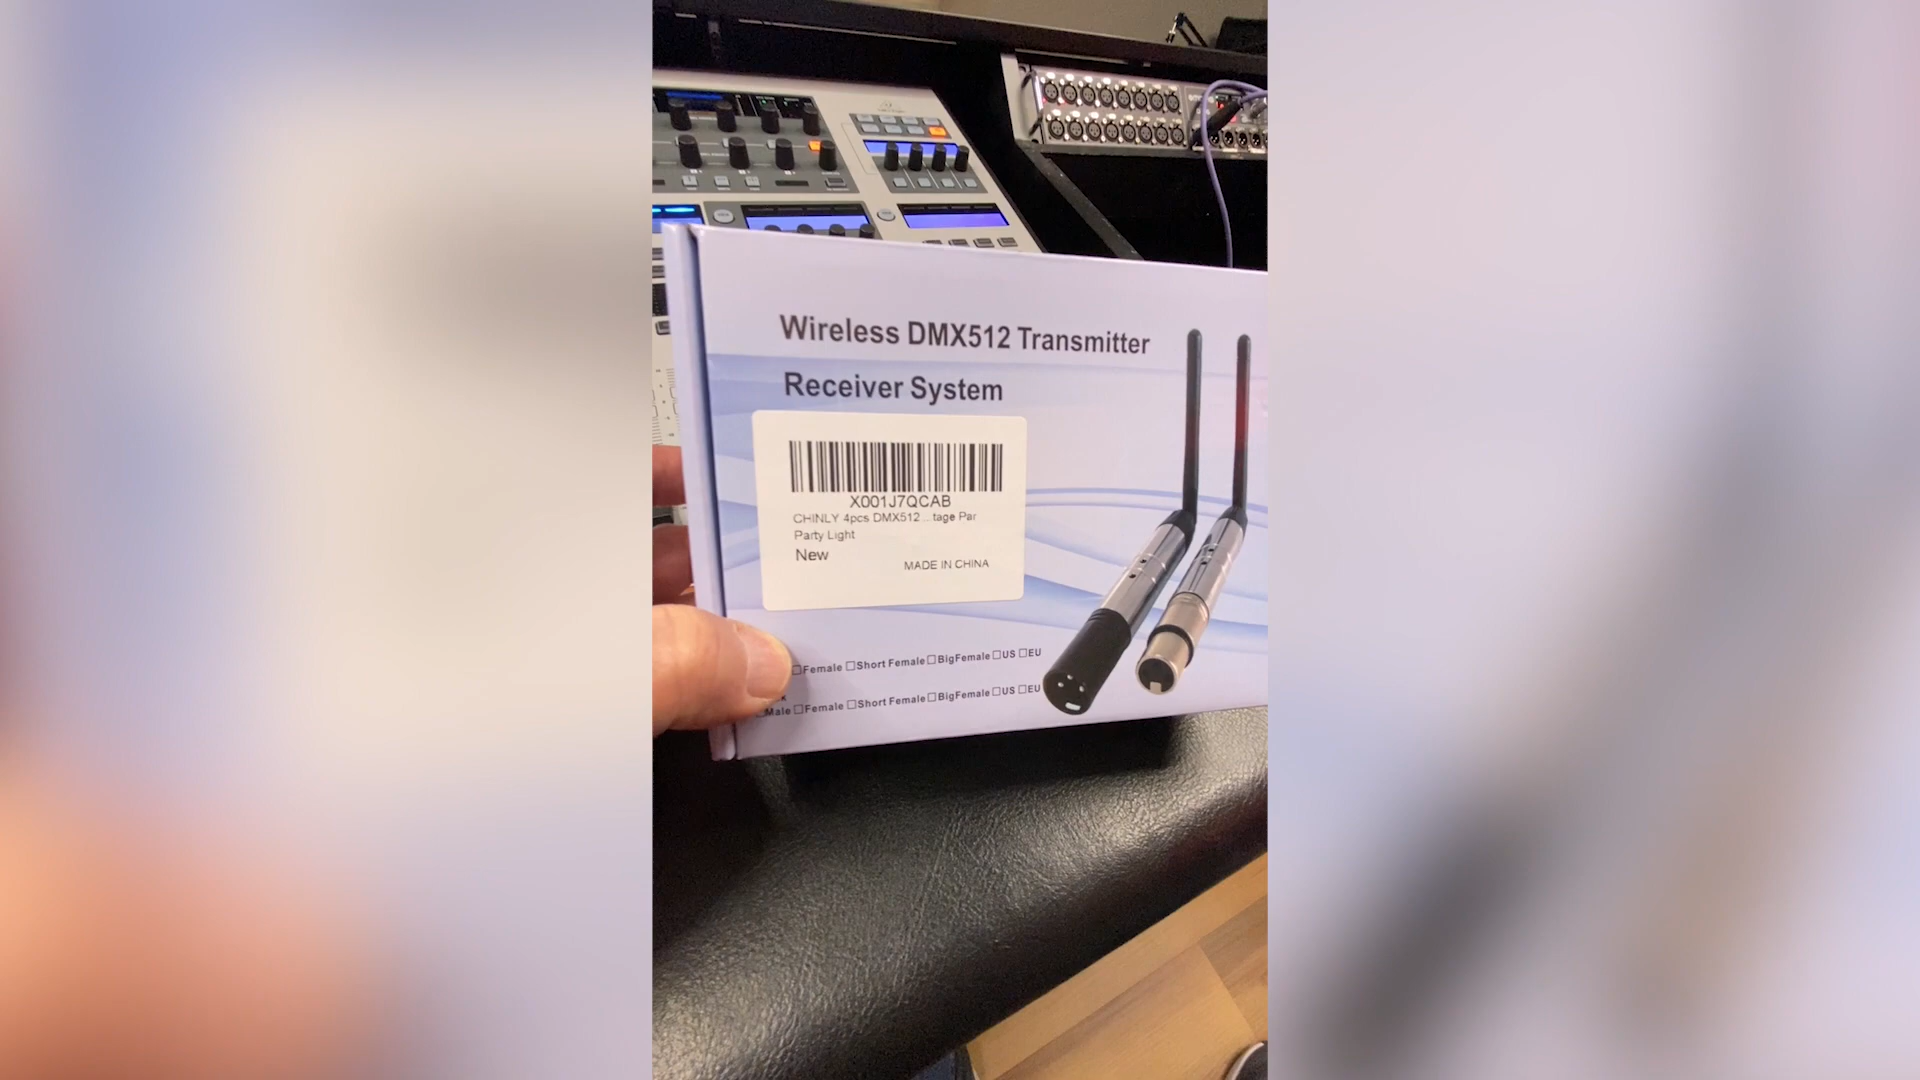 Wireless DMX512 Transmitter
Receiver System
X001J7QCAB
CHINLY 4pcs DMX512 ... tage Par
Party Light
New
MADE IN CHINA
☐Female ☐Short Female ☐BigFemale ☐US ☐EU
☐Male ☐Female ☐Short Female ☐BigFemale ☐US ☐EU